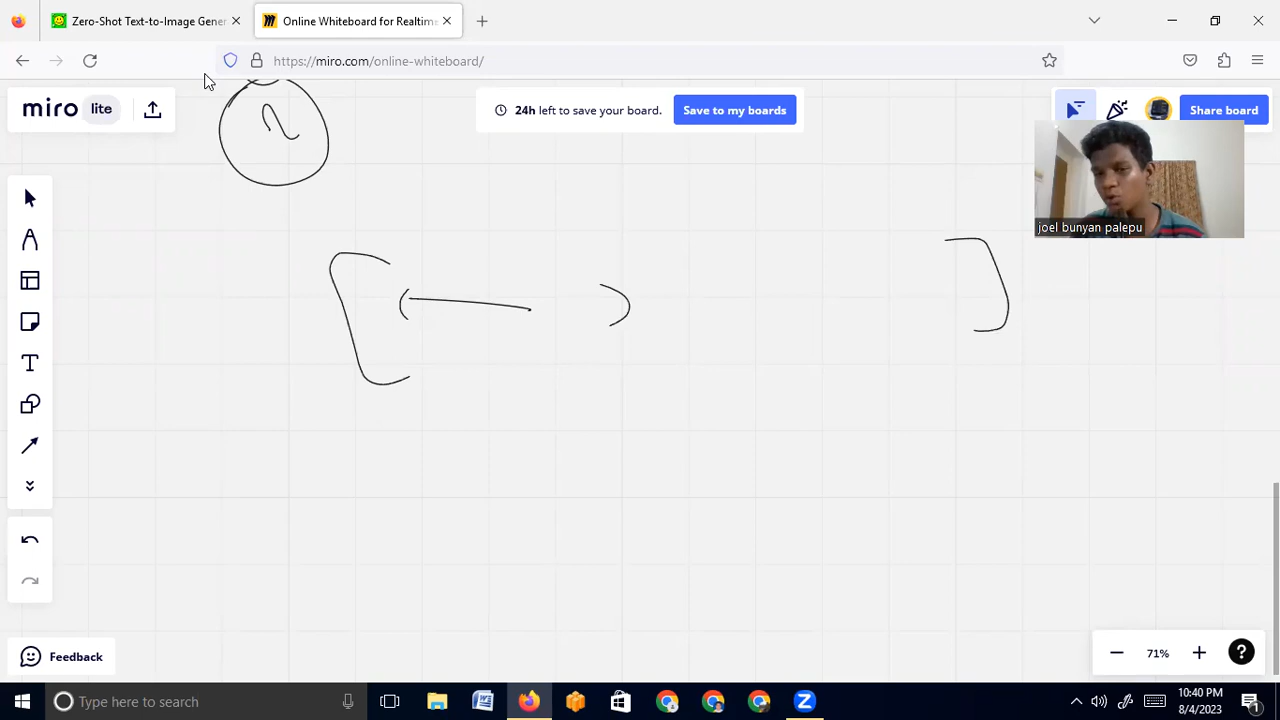 Zero-Shot Text-to-Image Gener
Online Whiteboard for Realtime
https://miro.com/online-whiteboard/
miro lite
24h left to save your board.
Save to my boards
Share board
joel bunyan palepu
T
71%
?
Feedback
Type here to search
10:40 PM
8/4/2023